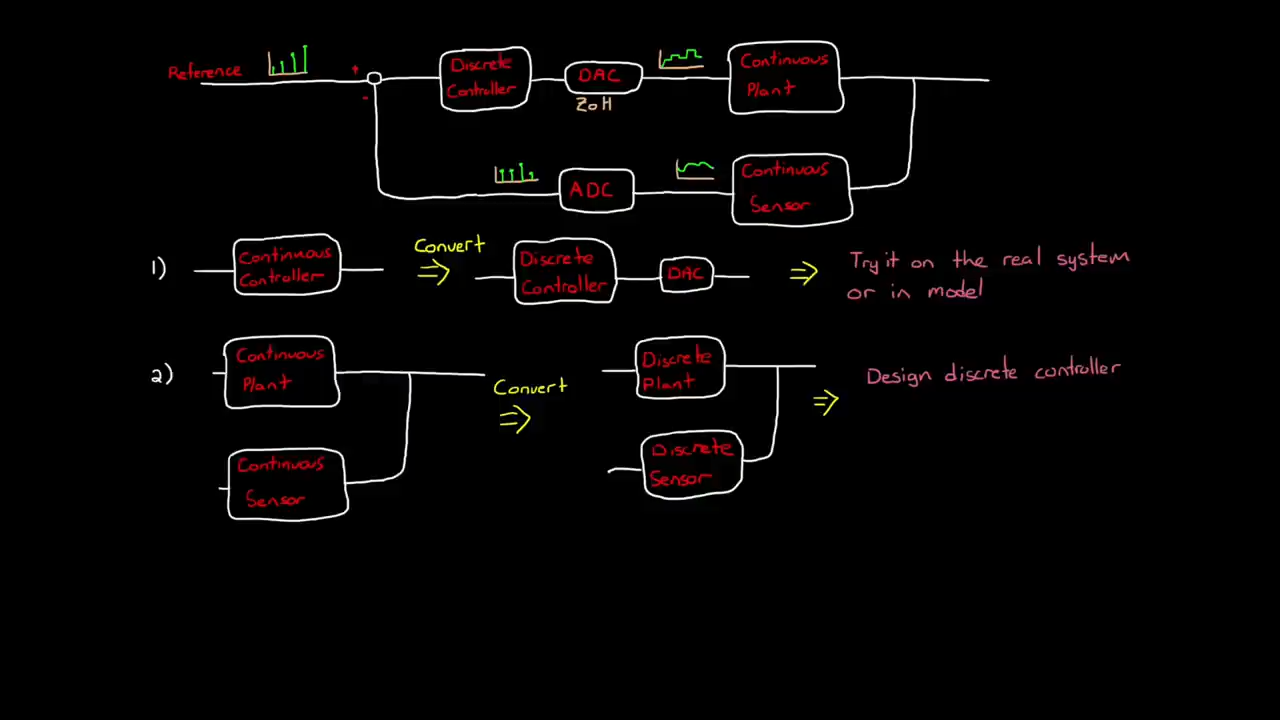 Reference
+
-
Discrete
Controller
DAC
ZOH
Continuous
Plant
ADC
Continuous
Sensor
1)
Continuous
Controller
Convert
⇒
Discrete
Controller
DAC
⇒
Try it on the real system
or in model
2)
Continuous
Plant
Continuous
Sensor
Convert
⇒
Discrete
Plant
Discrete
Sensor
⇒
Design discrete controller